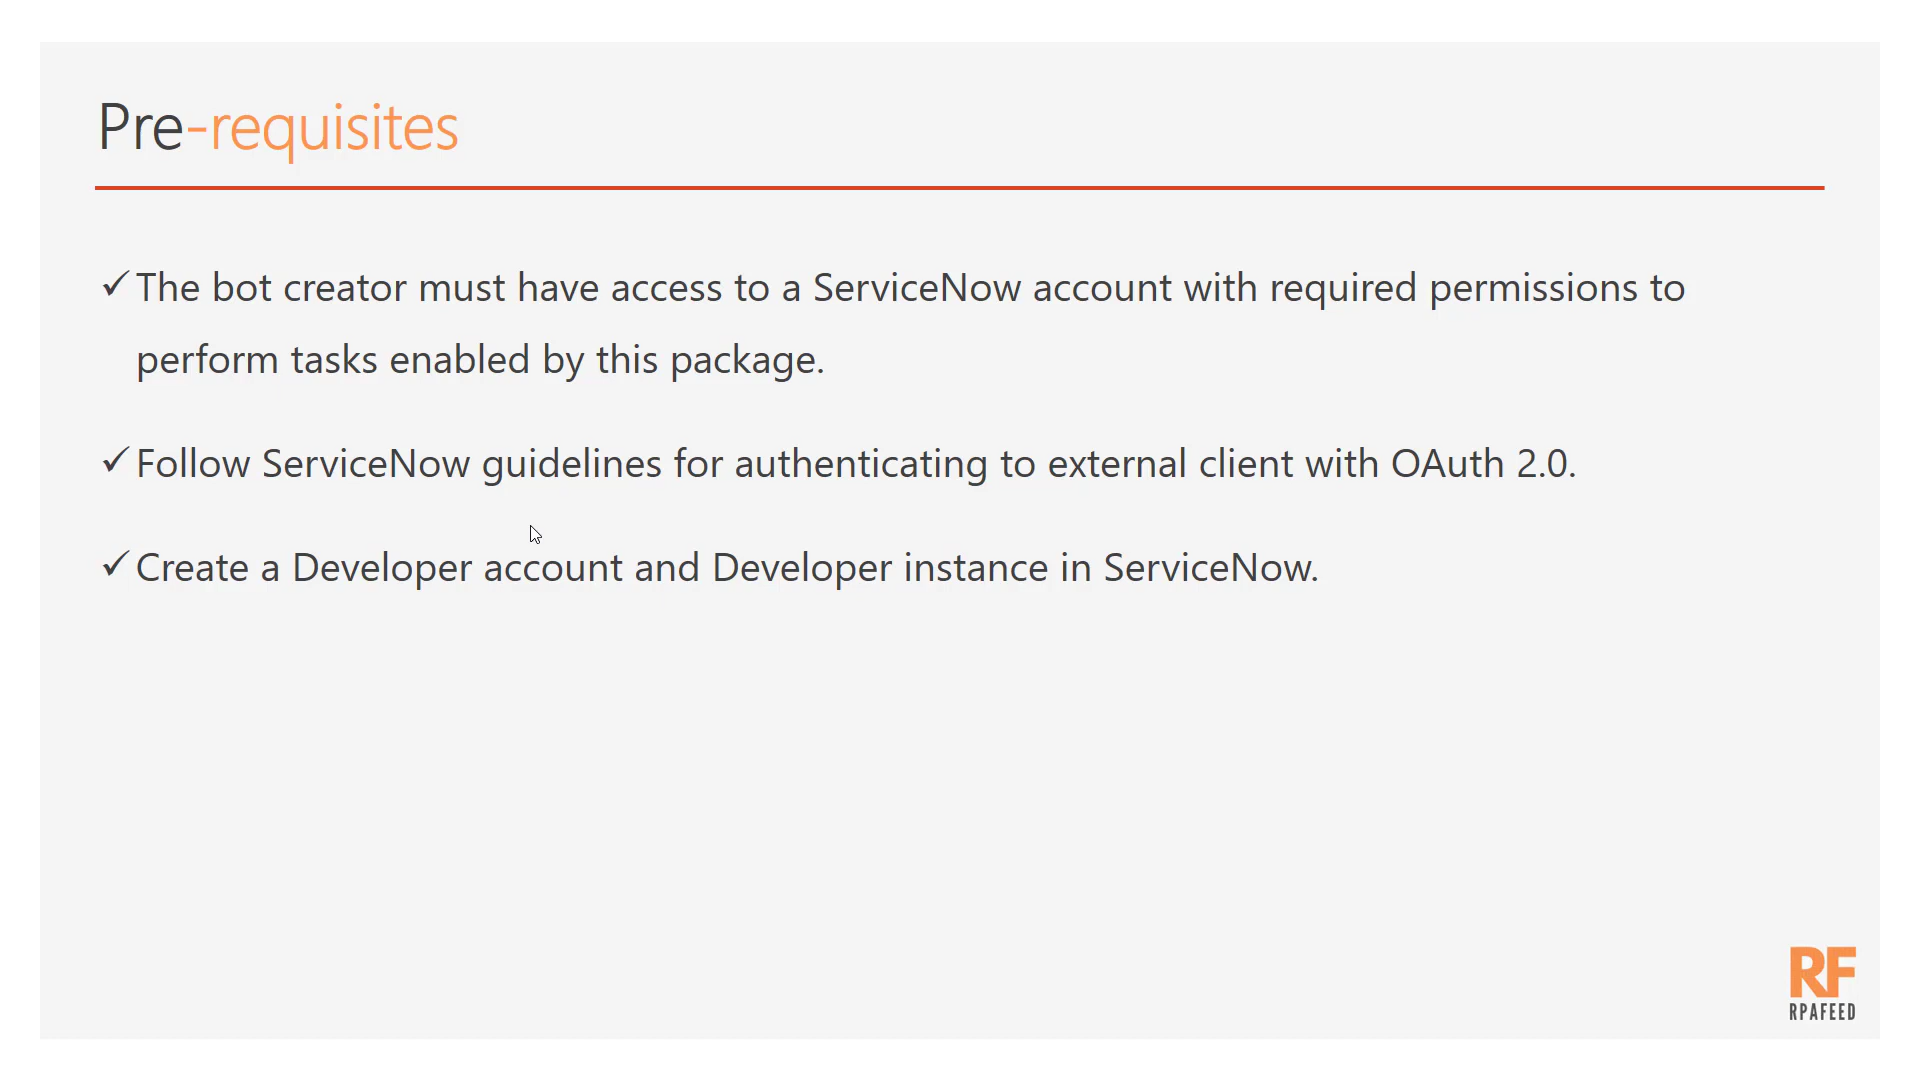 Pre-requisites
✓The bot creator must have access to a ServiceNow account with required permissions to
perform tasks enabled by this package.
✓Follow ServiceNow guidelines for authenticating to external client with OAuth 2.0.
✓Create a Developer account and Developer instance in ServiceNow.
RF
RPAFEED